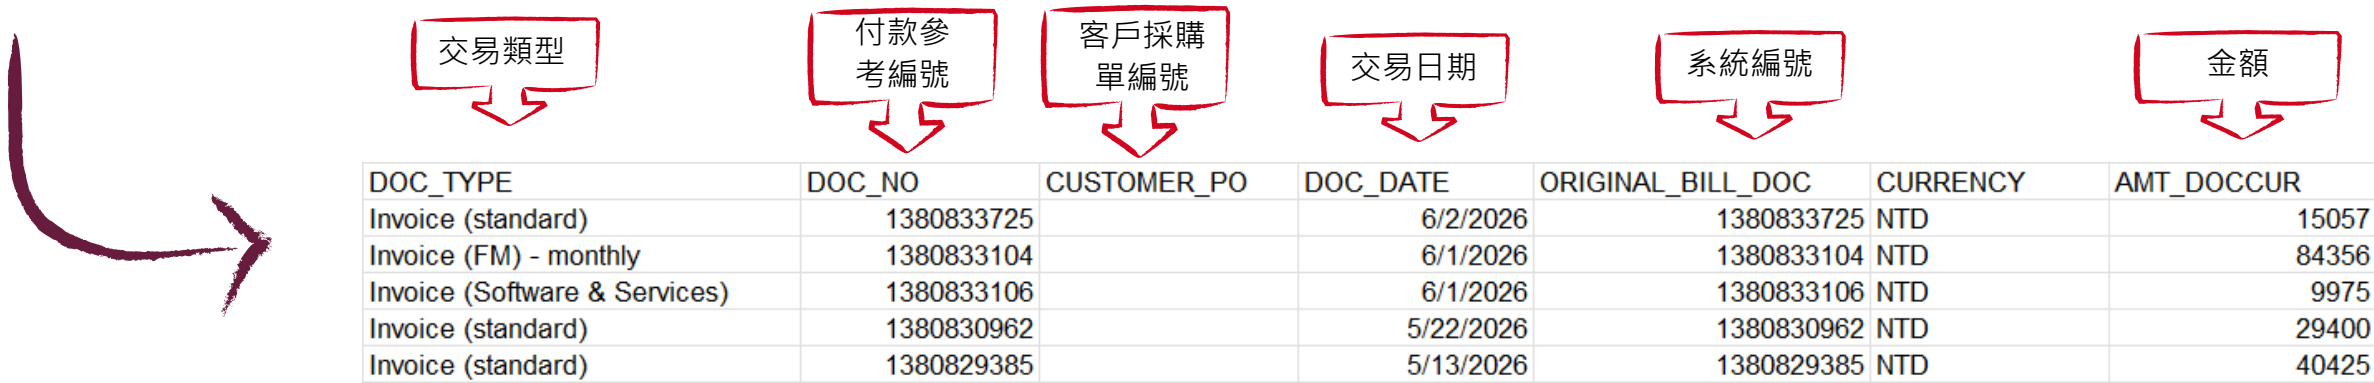 交易類型
付款參
考編號
客戶採購
單編號
交易日期
系統編號
金額
DOC_TYPE DOC_NO CUSTOMER_PO DOC_DATE ORIGINAL_BILL_DOC CURRENCY AMT_DOCCUR
Invoice (standard) 1380833725 6/2/2026 1380833725 NTD 15057
Invoice (FM) - monthly 1380833104 6/1/2026 1380833104 NTD 84356
Invoice (Software & Services) 1380833106 6/1/2026 1380833106 NTD 9975
Invoice (standard) 1380830962 5/22/2026 1380830962 NTD 29400
Invoice (standard) 1380829385 5/13/2026 1380829385 NTD 40425